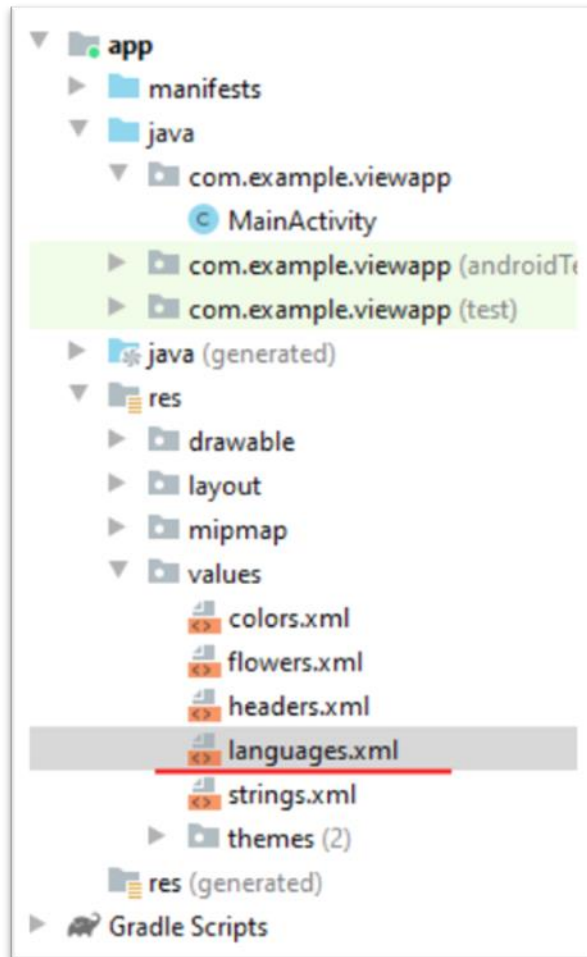 app
manifests
java
com.example.viewapp
MainActivity
com.example.viewapp (androidTe
com.example.viewapp (test)
java (generated)
res
drawable
layout
mipmap
values
colors.xml
flowers.xml
headers.xml
languages.xml
strings.xml
themes (2)
res (generated)
Gradle Scripts